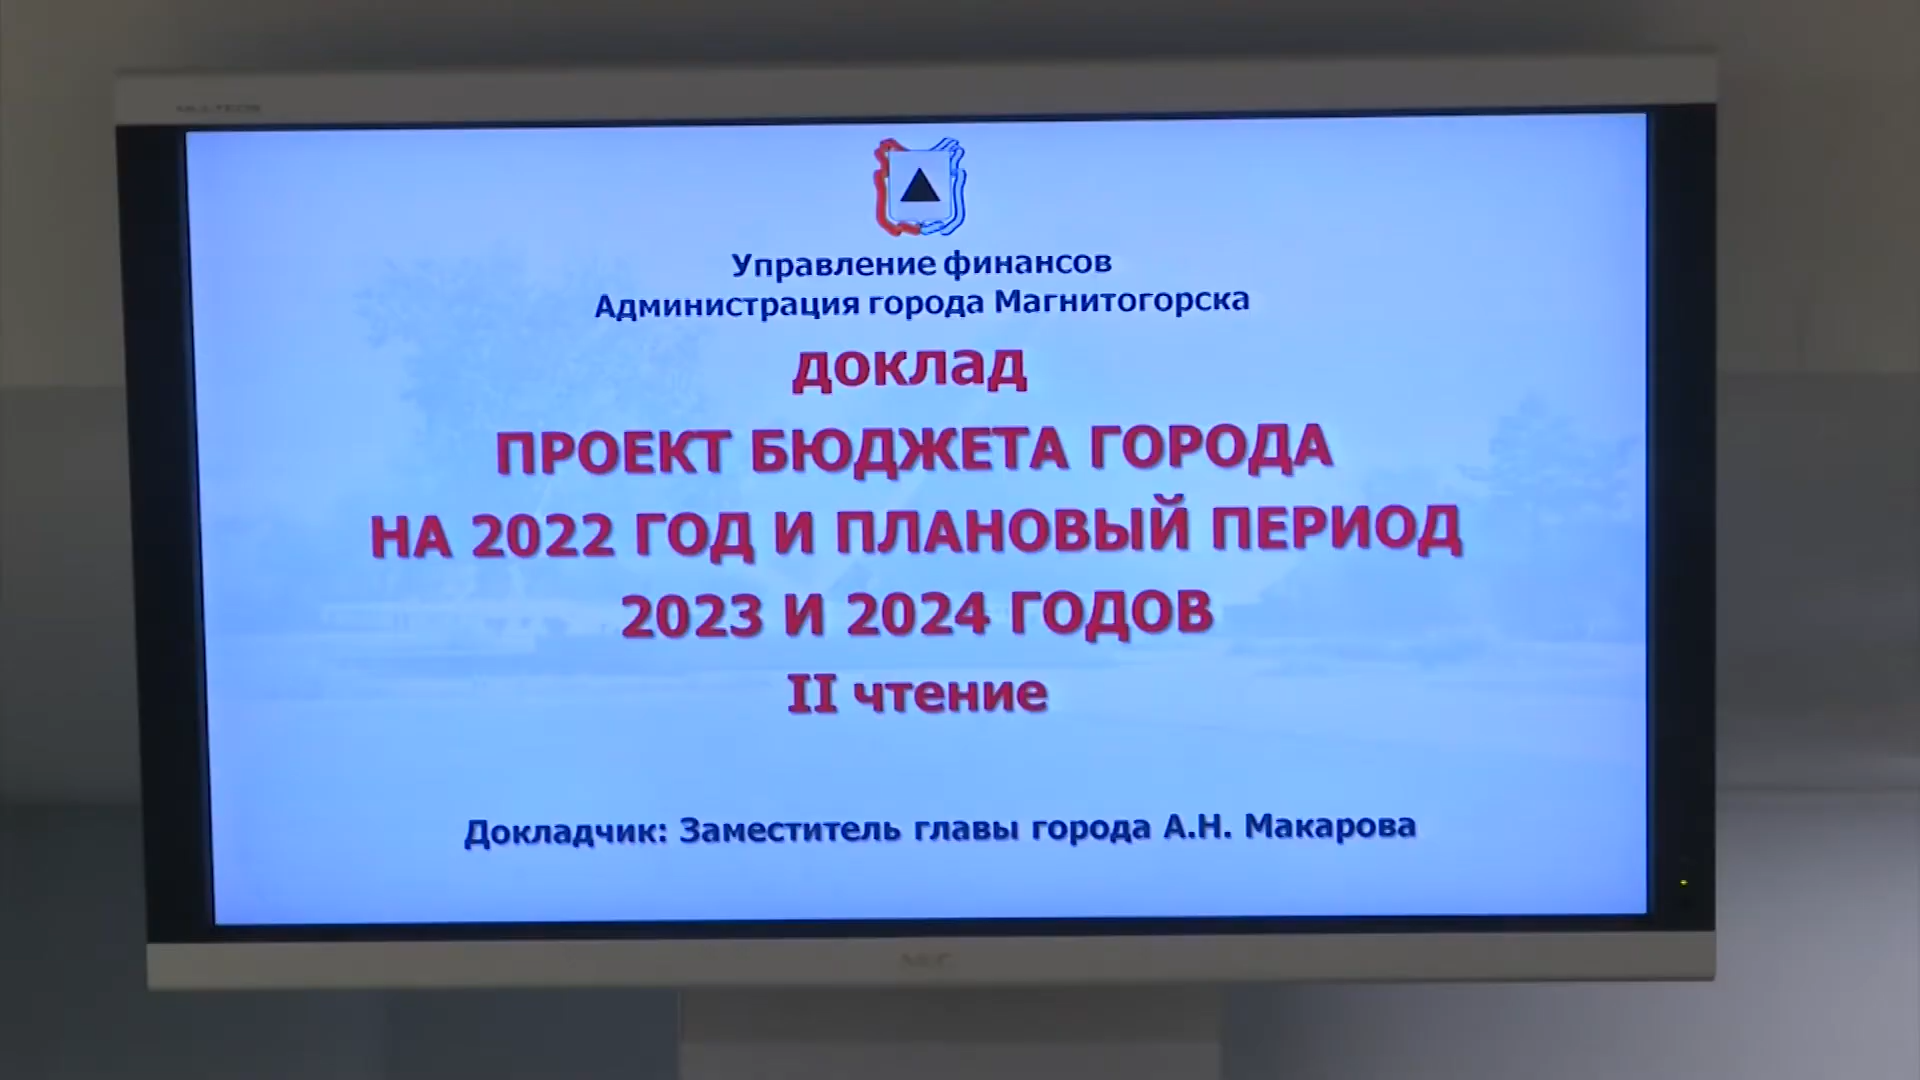 Управление финансов
Администрация города Магнитогорска
доклад
ПРОЕКТ БЮДЖЕТА ГОРОДА
НА 2022 ГОД И ПЛАНОВЫЙ ПЕРИОД
2023 И 2024 ГОДОВ
II чтение
Докладчик: Заместитель главы города А.Н. Макарова
NEC